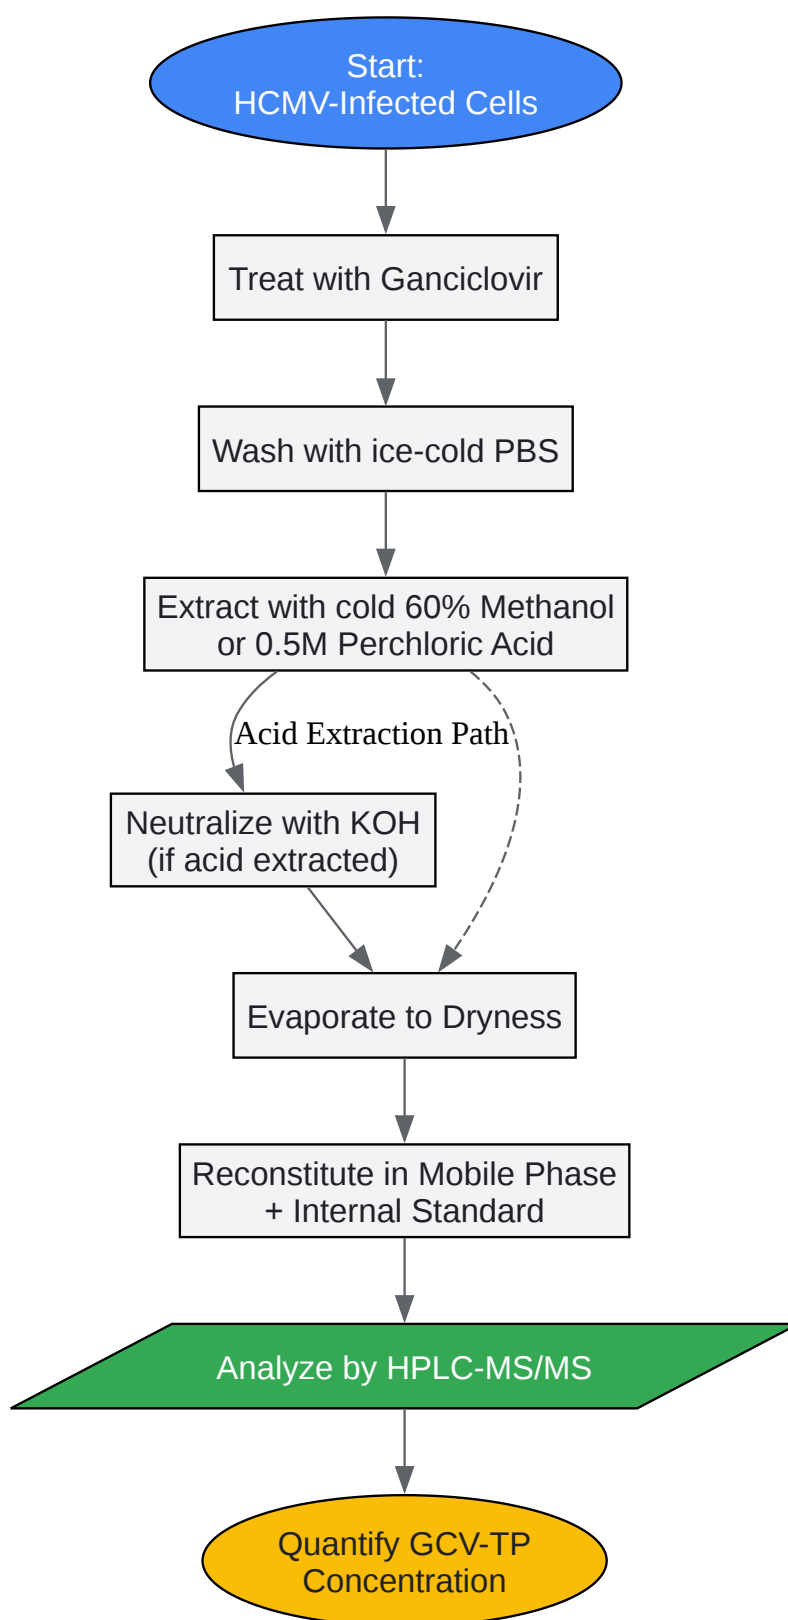 Start:
HCMV-Infected Cells
Treat with Ganciclovir
Wash with ice-cold PBS
Extract with cold 60% Methanol
or 0.5M Perchloric Acid
Acid Extraction Path
Neutralize with KOH
(if acid extracted)
Evaporate to Dryness
Reconstitute in Mobile Phase
+ Internal Standard
Analyze by HPLC-MS/MS
Quantify GCV-TP
Concentration